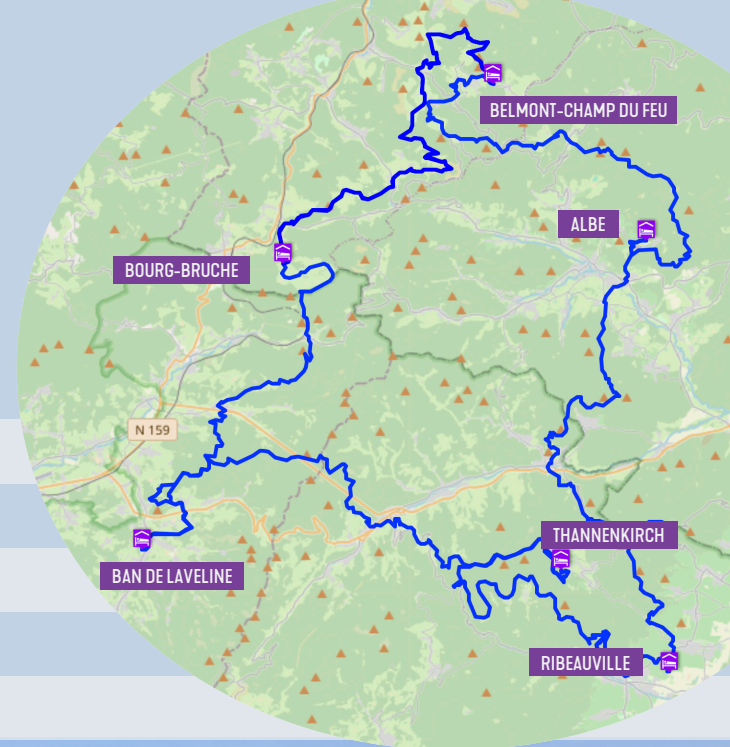 BELMONT-CHAMP DU FEU
ALBE
BOURG-BRUCHE
N 159
THANNENKIRCH
BAN DE LAVELINE
RIBEAUVILLE